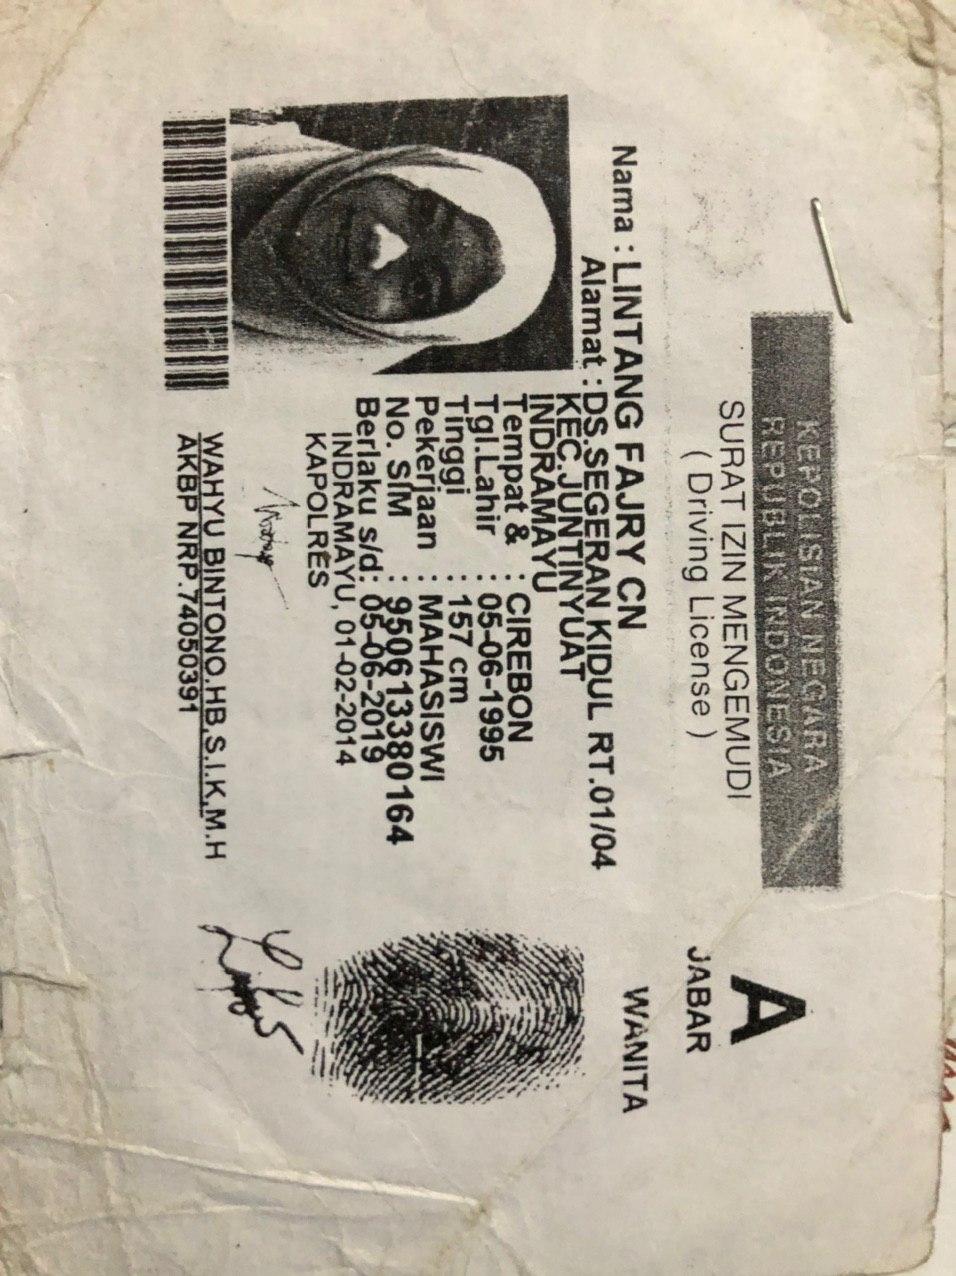 KEPOLISIAN NEGARA
REPUBLIK INDONESIA
SURAT IZIN MENGEMUDI
( Driving License )
A
JABAR
WANITA
Nama : LINTANG FAJRY CN
Alamat : DS.SEGERAN KIDUL RT.01/04
KEC.JUNTINYUAT
INDRAMAYU
Tempat & : CIREBON
Tgl.Lahir : 05-06-1995
Tinggi : 157 cm
Pekerjaan : MAHASISWI
No. SIM : 950613380164
Berlaku s/d: 05-06-2019
INDRAMAYU, 01-02-2014
KAPOLRES
WAHYU BINTONO.HB,S.I.K,M.H
AKBP NRP.74050391